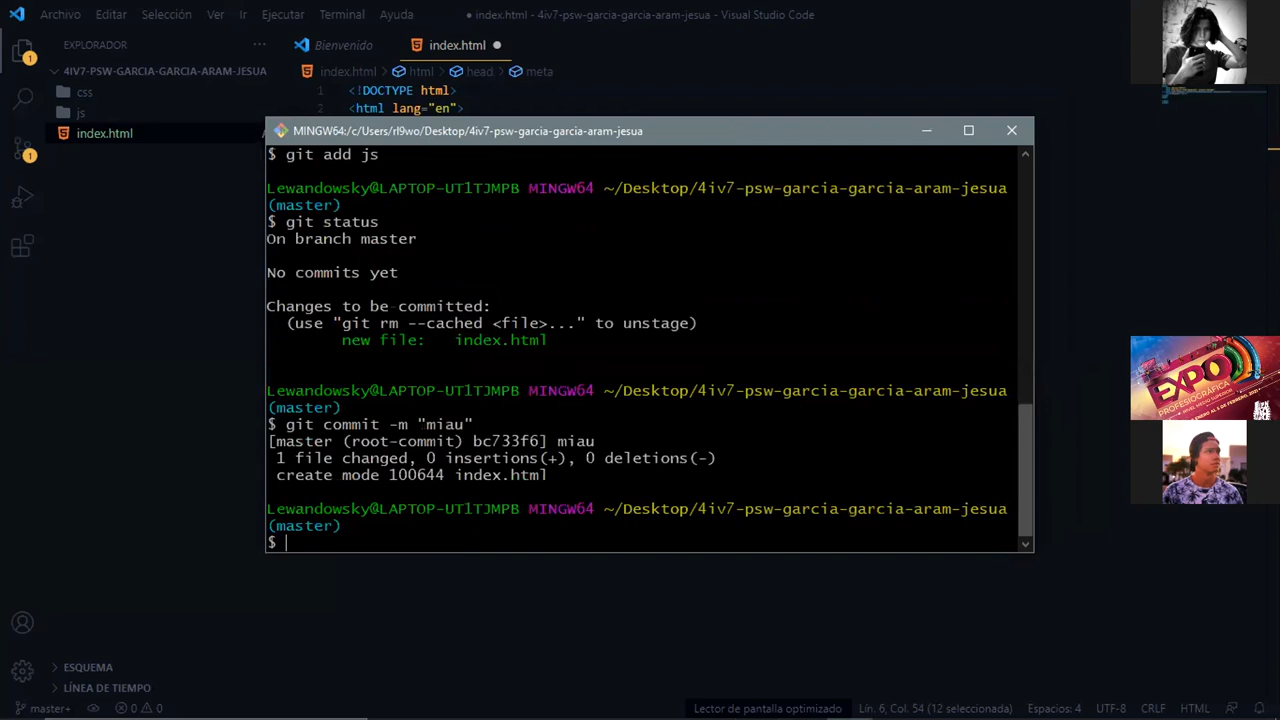 Archivo Editar Selección Ver Ir Ejecutar Terminal Ayuda
● index.html - 4iv7-psw-garcia-garcia-aram-jesua - Visual Studio Code
EXPLORADOR ···
Bienvenido
index.html ●
4IV7-PSW-GARCIA-GARCIA-ARAM-JESUA
index.html > html > head > meta
css
1 <!DOCTYPE html>
js
2 <html lang="en">
index.html
MINGW64:/c/Users/rl9wo/Desktop/4iv7-psw-garcia-garcia-aram-jesua
$ git add js
Lewandowsky@LAPTOP-UT1TJMPB MINGW64 ~/Desktop/4iv7-psw-garcia-garcia-aram-jesua
(master)
$ git status
On branch master
No commits yet
Changes to be committed:
(use "git rm --cached <file>..." to unstage)
new file: index.html
Lewandowsky@LAPTOP-UT1TJMPB MINGW64 ~/Desktop/4iv7-psw-garcia-garcia-aram-jesua
(master)
$ git commit -m "miau"
[master (root-commit) bc733f6] miau
1 file changed, 0 insertions(+), 0 deletions(-)
create mode 100644 index.html
Lewandowsky@LAPTOP-UT1TJMPB MINGW64 ~/Desktop/4iv7-psw-garcia-garcia-aram-jesua
(master)
$
1
1
EXPO
PROFESIOGRÁFICA
ESQUEMA
LÍNEA DE TIEMPO
master+ 0 0
Lector de pantalla optimizado Lín. 6, Col. 54 (12 seleccionada) Espacios: 4 UTF-8 CRLF HTML